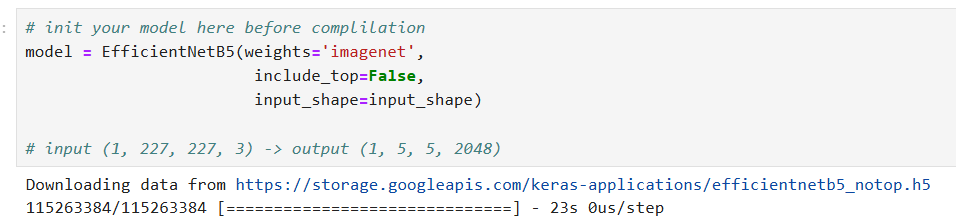 : # init your model here before complilation
model = EfficientNetB5(weights='imagenet',
include_top=False,
input_shape=input_shape)
# input (1, 227, 227, 3) -> output (1, 5, 5, 2048)
Downloading data from https://storage.googleapis.com/keras-applications/efficientnetb5_notop.h5
115263384/115263384 [==============================] - 23s 0us/step